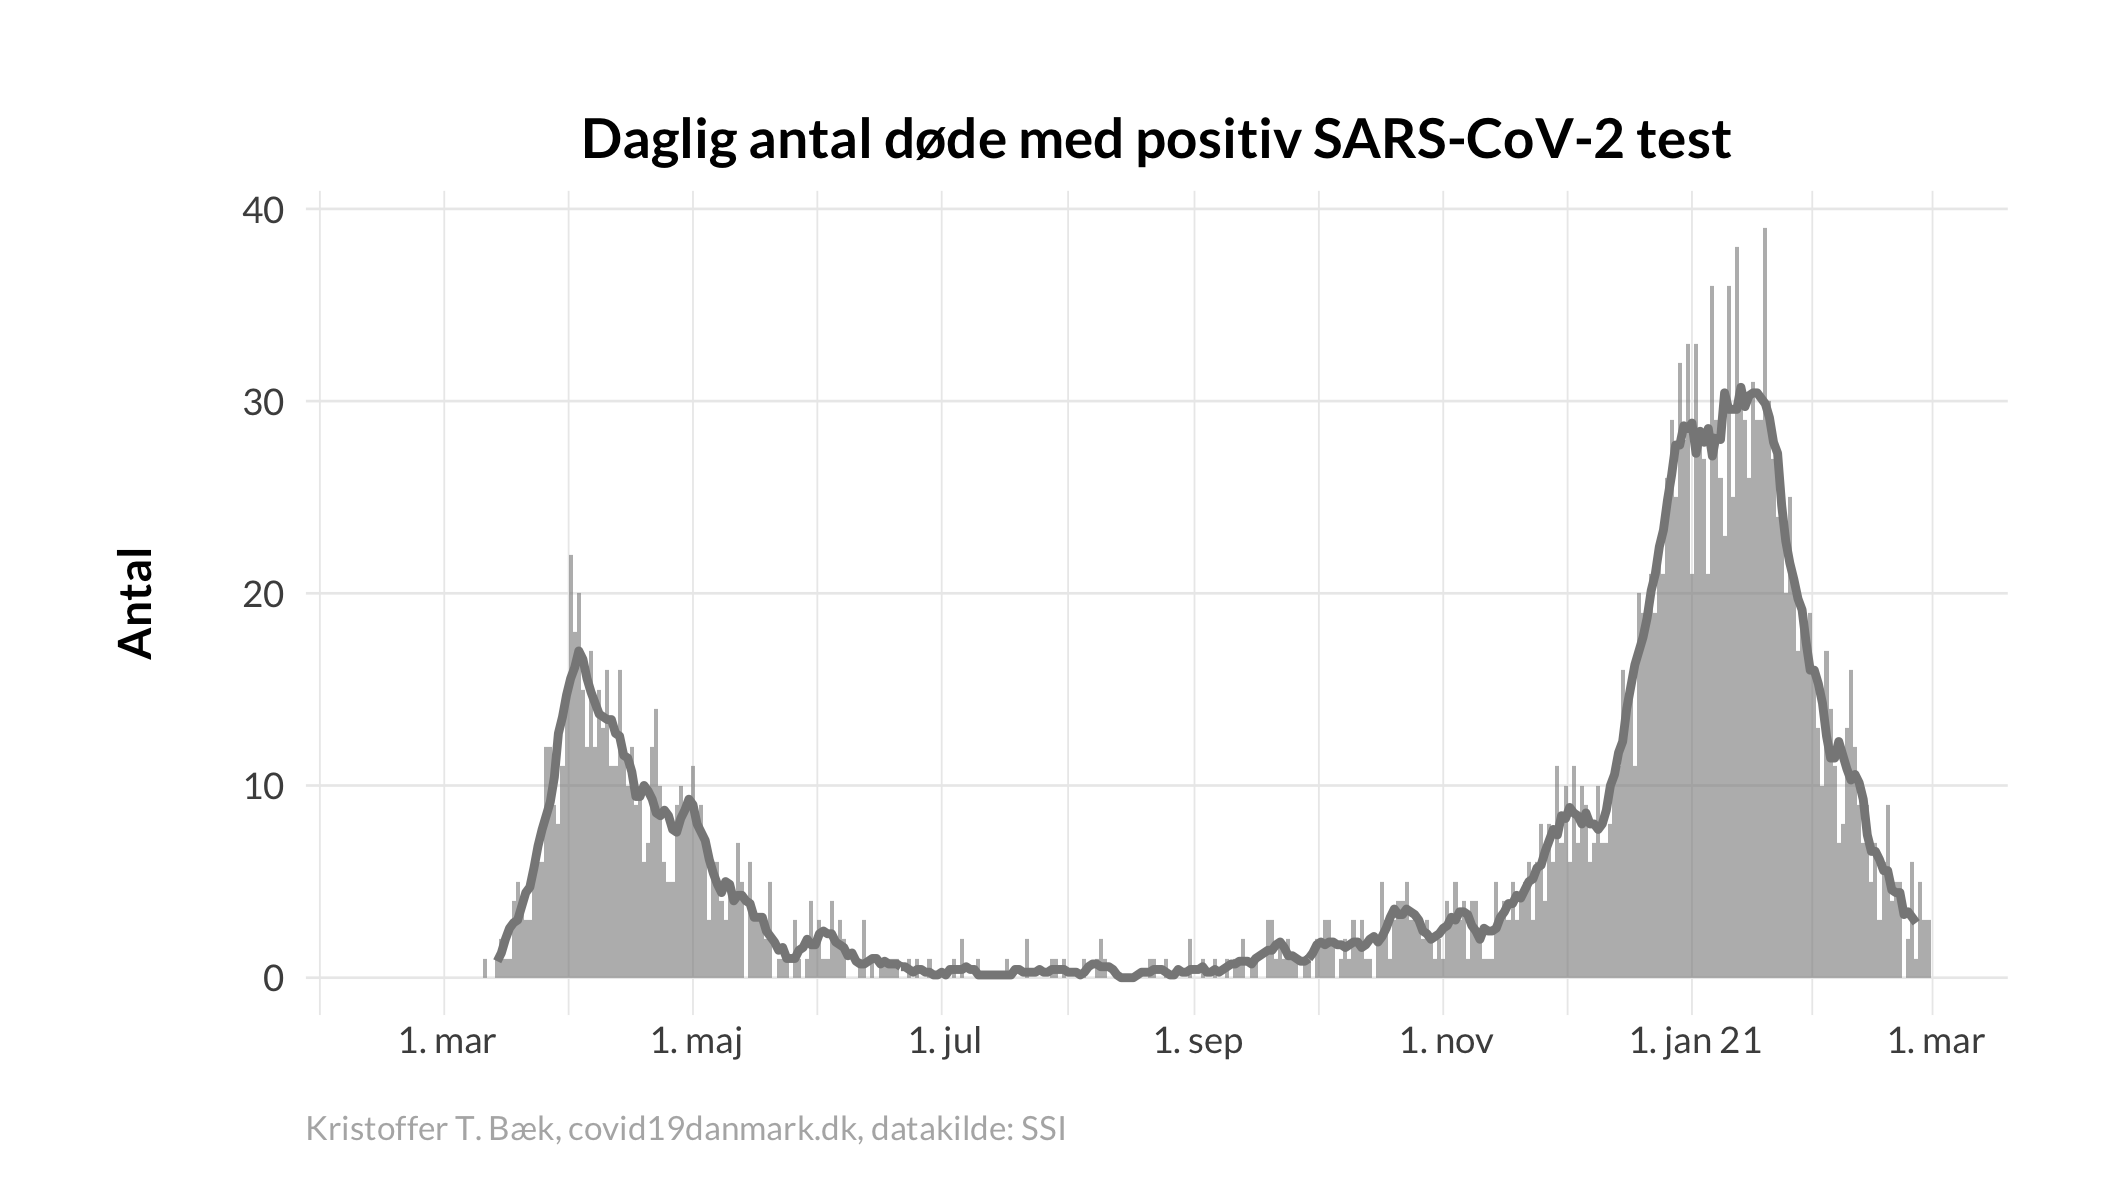 Daglig antal døde med positiv SARS-CoV-2 test
Antal
40
30
20
10
0
1. mar
1. maj
1. jul
1. sep
1. nov
1. jan 21
1. mar
Kristoffer T. Bæk, covid19danmark.dk, datakilde: SSI